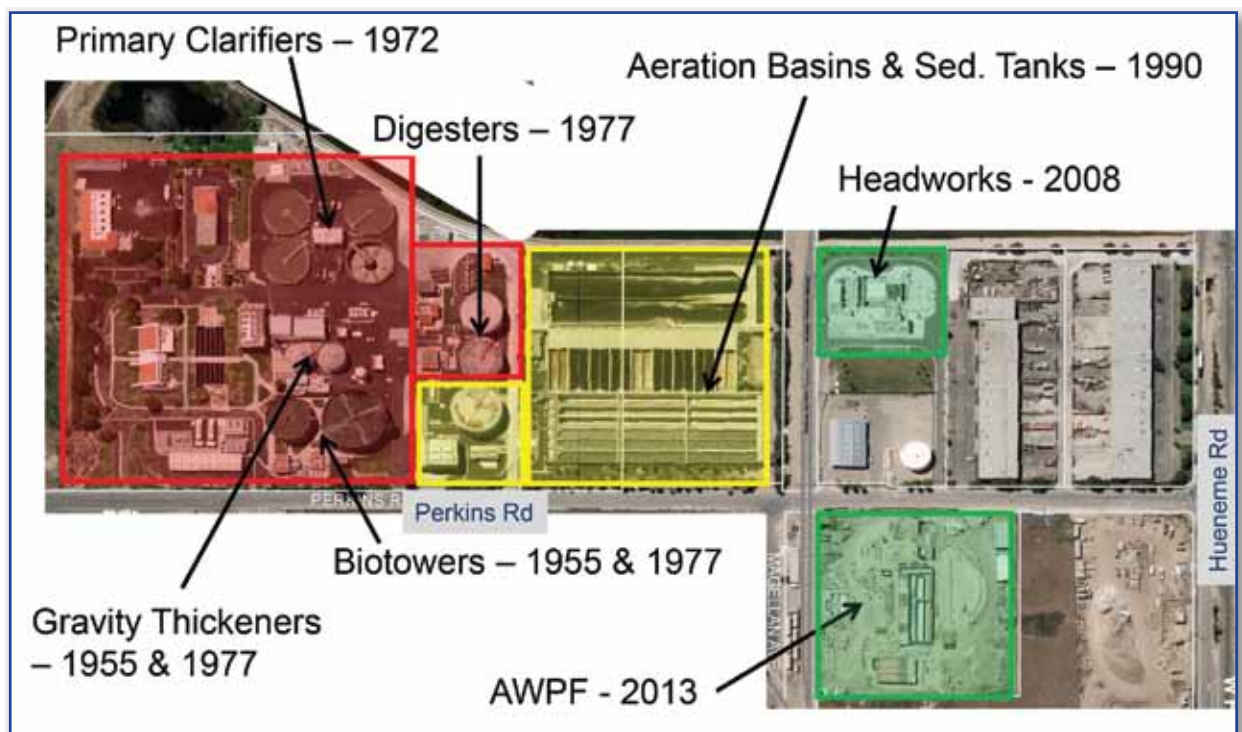 Primary Clarifiers – 1972
Aeration Basins & Sed. Tanks – 1990
Digesters – 1977
Headworks - 2008
PERKINS R
Perkins Rd
Hueneme Rd
Biotowers – 1955 & 1977
Gravity Thickeners
– 1955 & 1977
AWPF - 2013